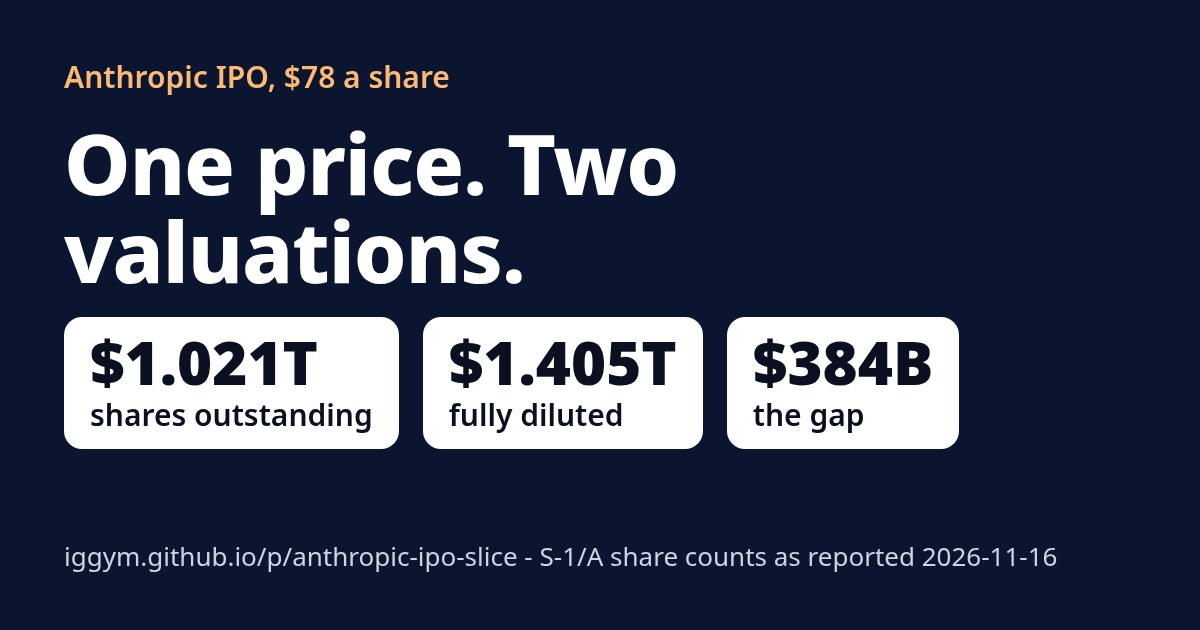 Anthropic IPO, $78 a share
One price. Two
valuations.
$1.021T
shares outstanding
$1.405T
fully diluted
$384B
the gap
iggym.github.io/p/anthropic-ipo-slice - S-1/A share counts as reported 2026-11-16